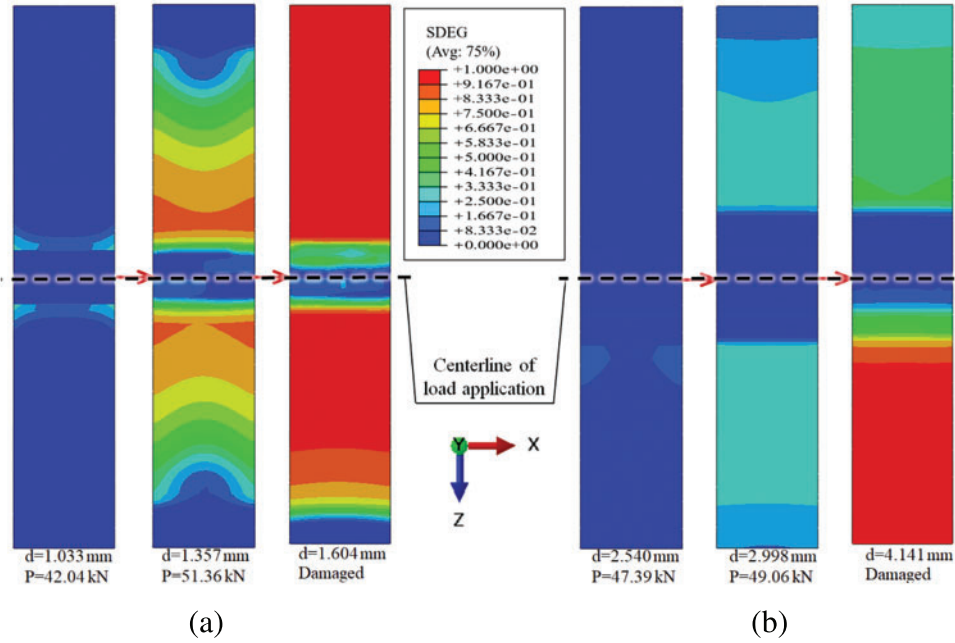 SDEG
(Avg: 75%)
+1.000e+00
+9.167e-01
+8.333e-01
+7.500e-01
+6.667e-01
+5.833e-01
+5.000e-01
+4.167e-01
+3.333e-01
+2.500e-01
+1.667e-01
+8.333e-02
+0.000e+00
Centerline of
load application
Y
X
Z
d=1.033 mm
P=42.04 kN
d=1.357 mm
P=51.36 kN
d=1.604 mm
Damaged
d=2.540 mm
P=47.39 kN
d=2.998 mm
P=49.06 kN
d=4.141 mm
Damaged
(a)
(b)